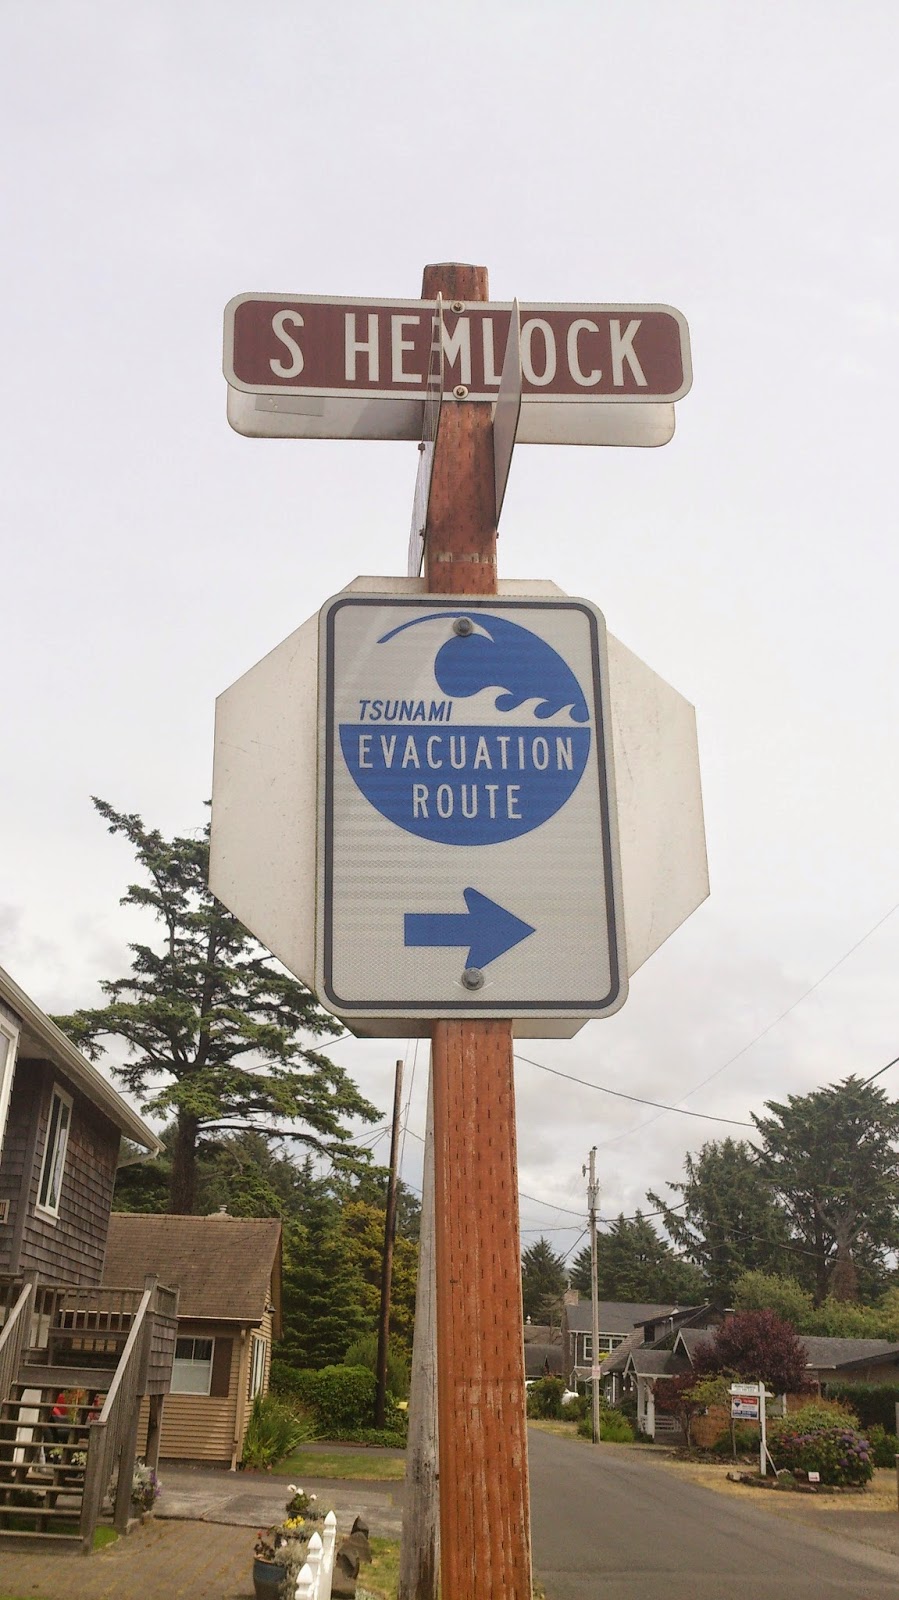 S HEMLOCK
TSUNAMI
EVACUATION
ROUTE